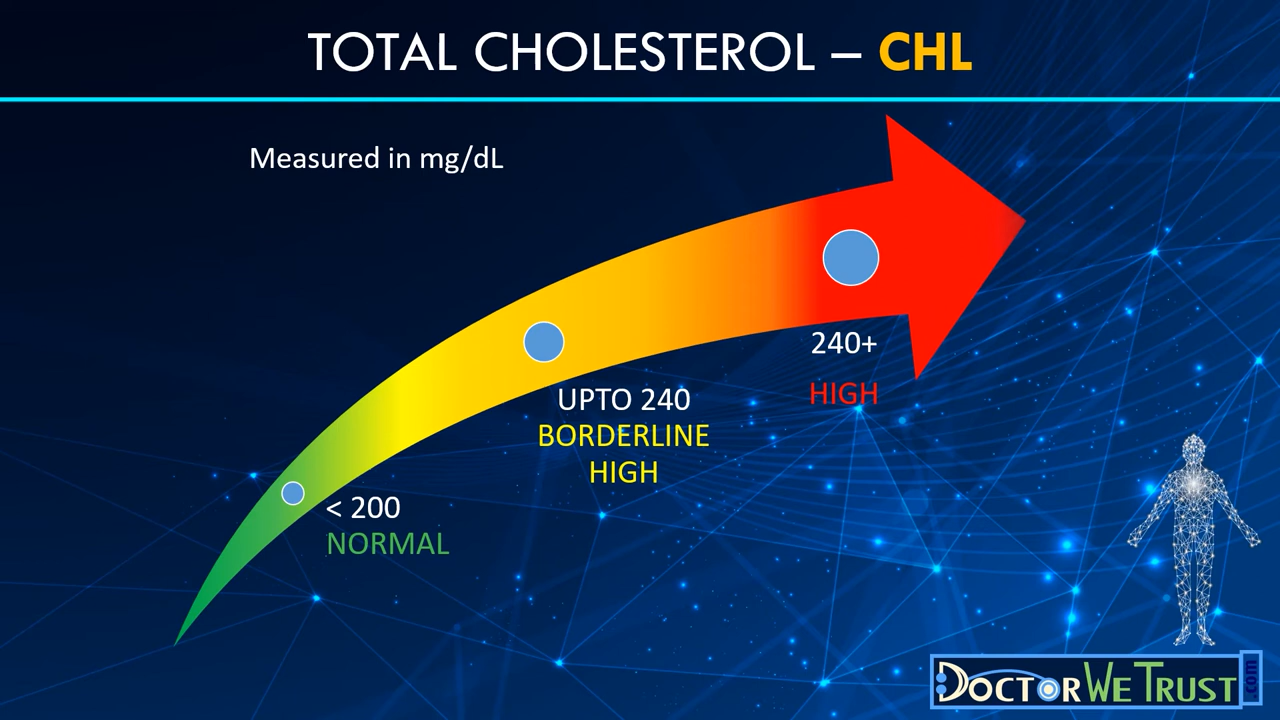 TOTAL CHOLESTEROL – CHL
Measured in mg/dL
240+
HIGH
UPTO 240
BORDERLINE
HIGH
< 200
NORMAL
DOCTORWETRUST.com